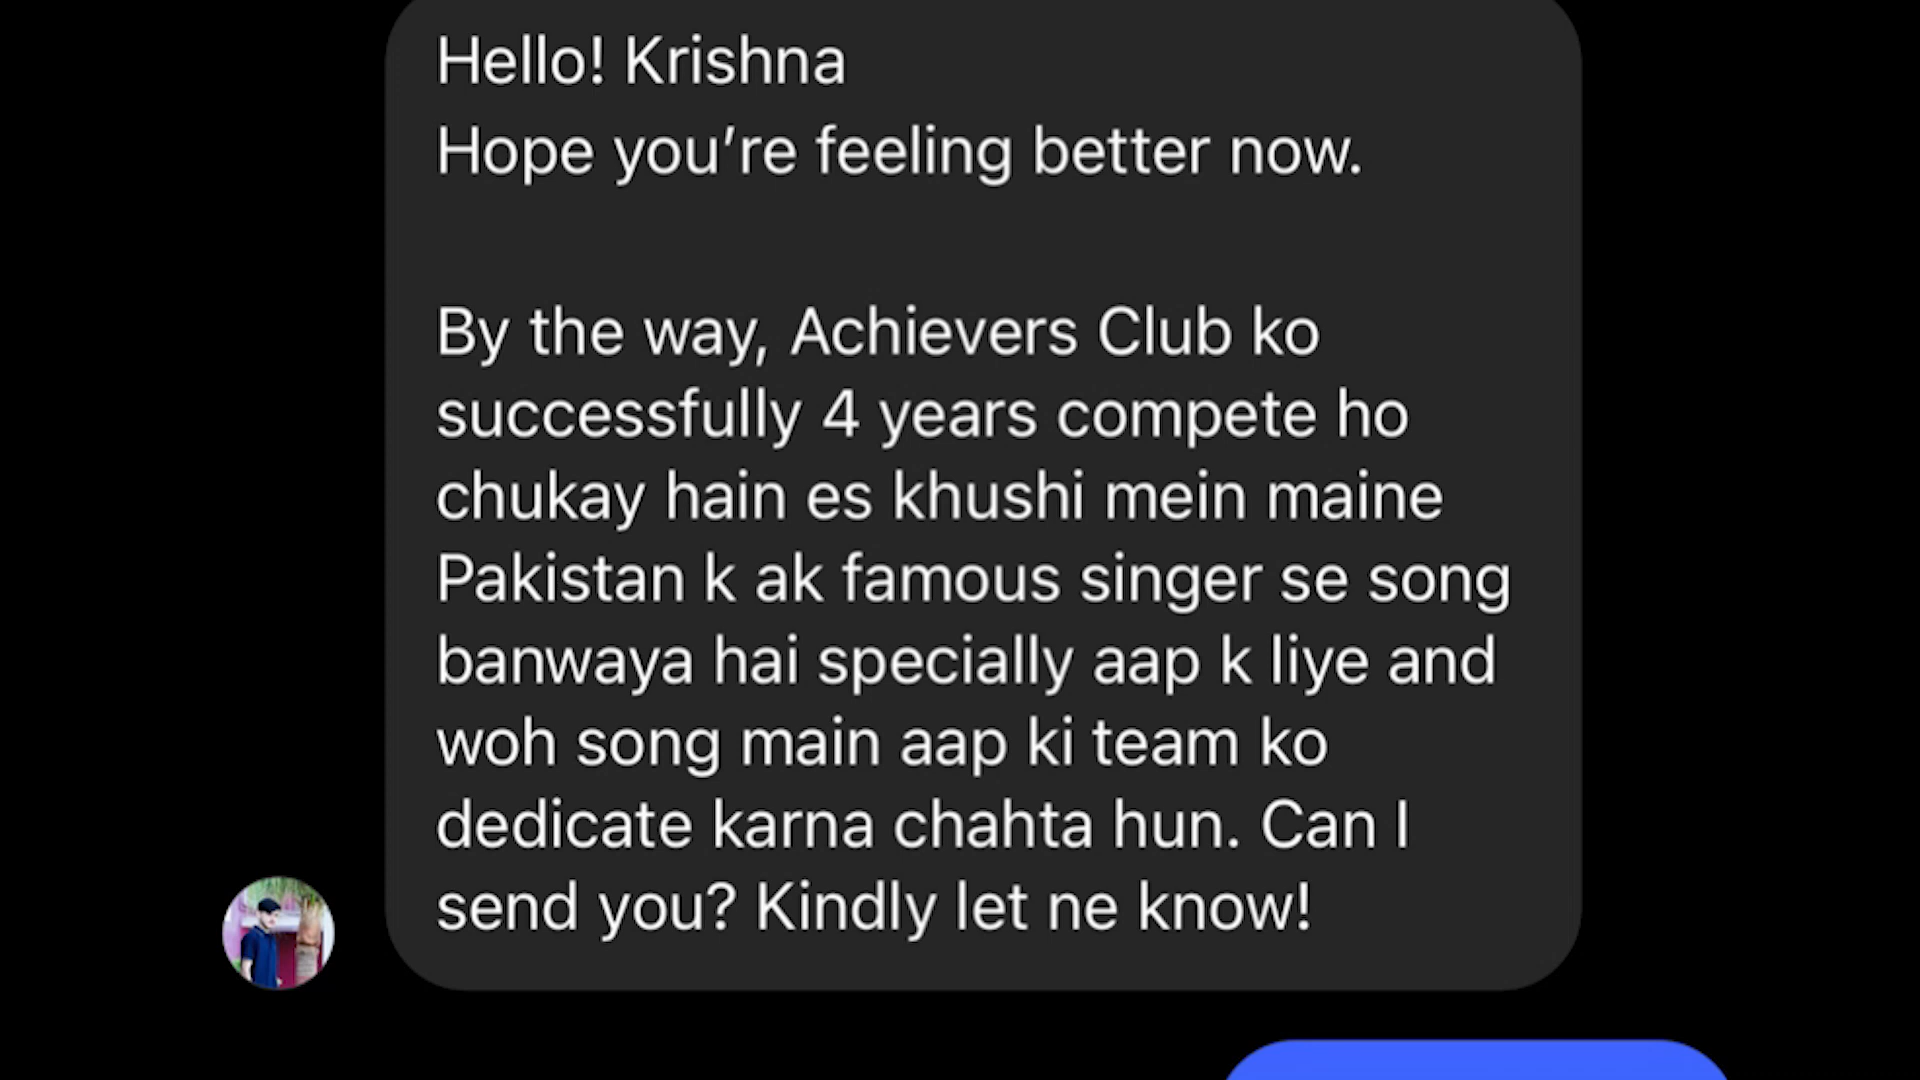 Hello! Krishna
Hope you’re feeling better now.
By the way, Achievers Club ko
successfully 4 years compete ho
chukay hain es khushi mein maine
Pakistan k ak famous singer se song
banwaya hai specially aap k liye and
woh song main aap ki team ko
dedicate karna chahta hun. Can I
send you? Kindly let ne know!